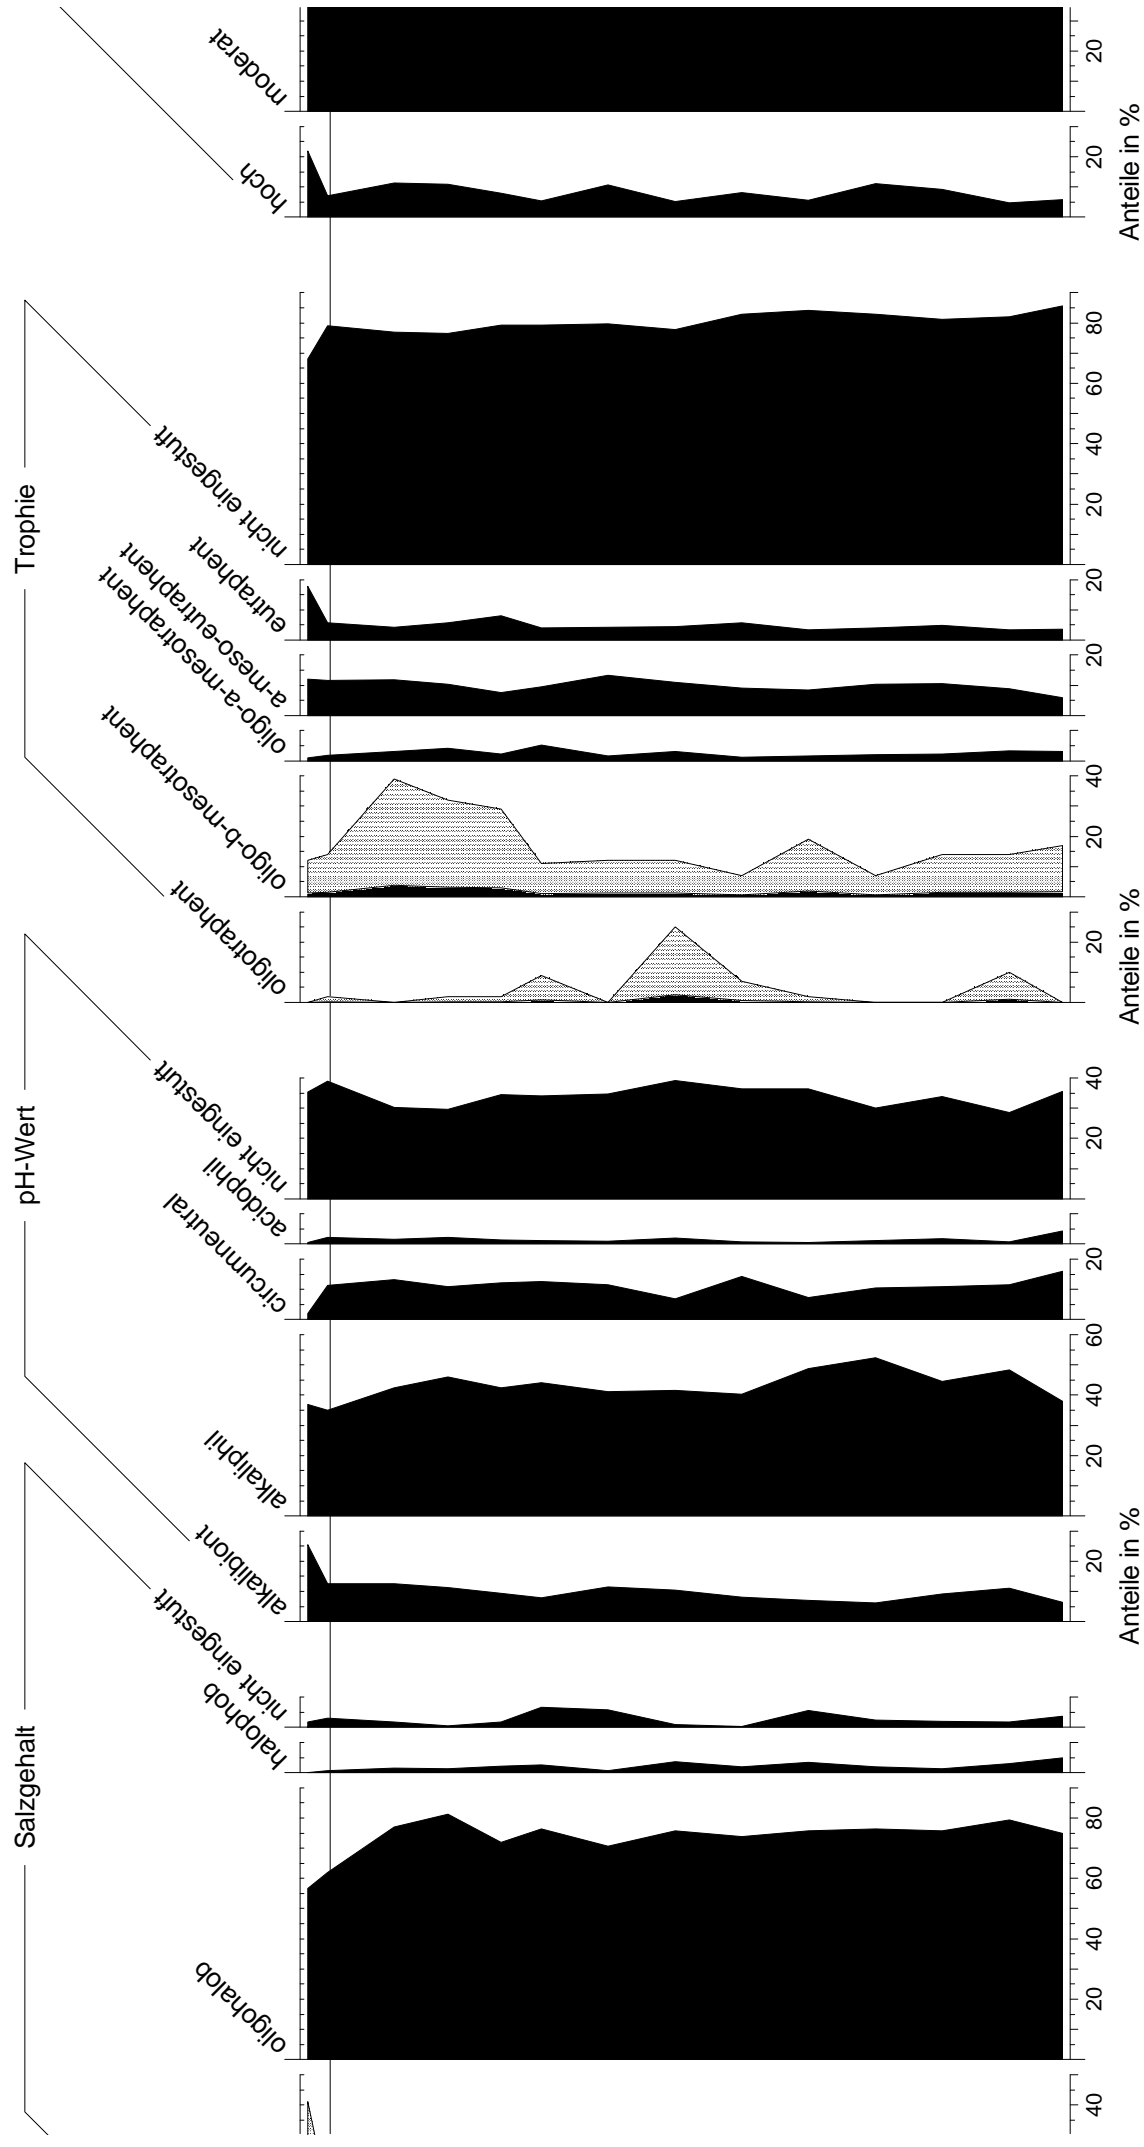 Salzgehalt
pH-Wert
Trophie
oligohalob
halophob
nicht eingestuft
alkalibiont
alkaliphil
circumneutral
acidophil
nicht eingestuft
oligotraphent
oligo-b-mesotraphent
oligo-a-mesotraphent
a-meso-eutraphent
eutraphent
nicht eingestuft
hoch
moderat
40
20 40 60 80
20
20 40 60
20
20 40
20
20 40
20
20
20 40 60 80
20
20
Anteile in %
Anteile in %
Anteile in %